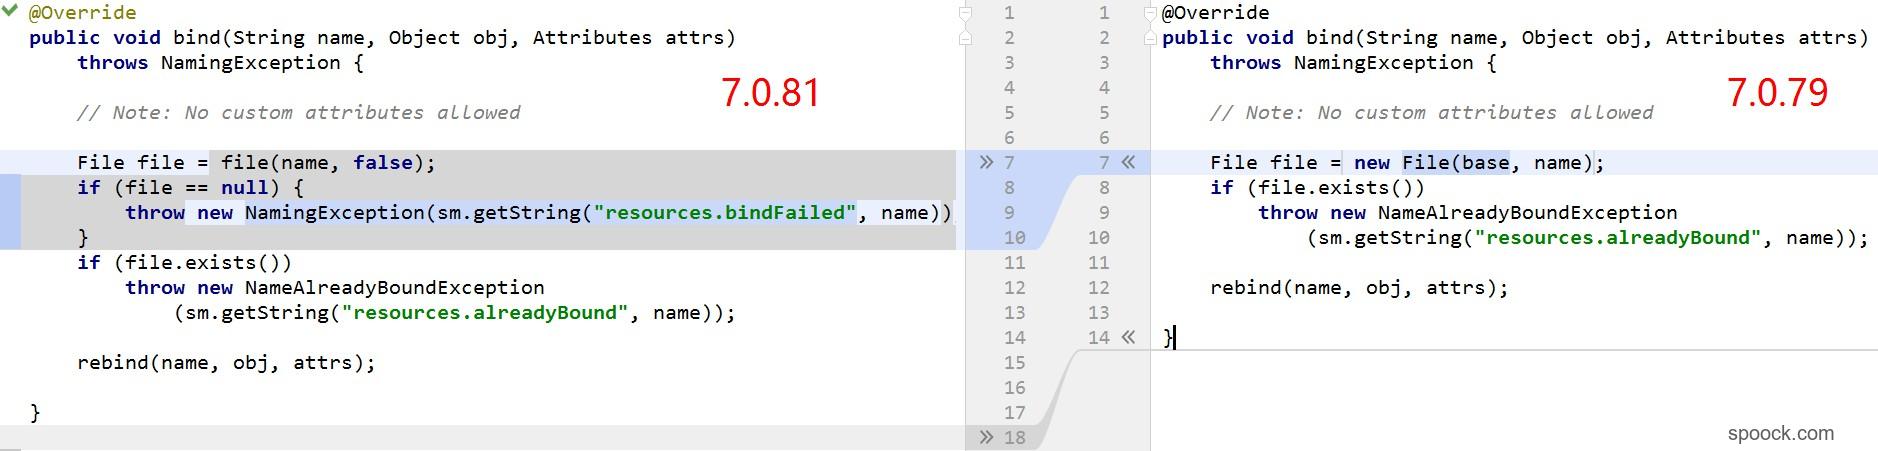 @Override
public void bind(String name, Object obj, Attributes attrs)
throws NamingException {
7.0.81
// Note: No custom attributes allowed
File file = file(name, false);
if (file == null) {
throw new NamingException(sm.getString("resources.bindFailed", name))
}
if (file.exists())
throw new NameAlreadyBoundException
(sm.getString("resources.alreadyBound", name));
rebind(name, obj, attrs);
}
1 1
2 2
3 3
4 4
5 5
6 6
» 7 7 «
8 8
9 9
10 10
11 11
12 12
13 13
14 14 «
15
16
17
» 18
@Override
public void bind(String name, Object obj, Attributes attrs)
throws NamingException {
7.0.79
// Note: No custom attributes allowed
File file = new File(base, name);
if (file.exists())
throw new NameAlreadyBoundException
(sm.getString("resources.alreadyBound", name));
rebind(name, obj, attrs);
}
spoock.com